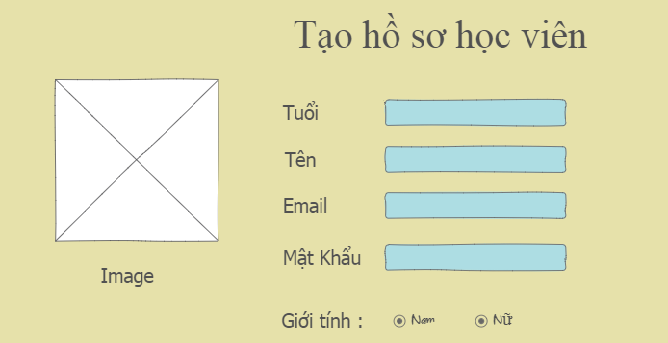 Tạo hồ sơ học viên
Tuổi
Tên
Email
Mật Khẩu
Image
Giới tính : Nam Nữ